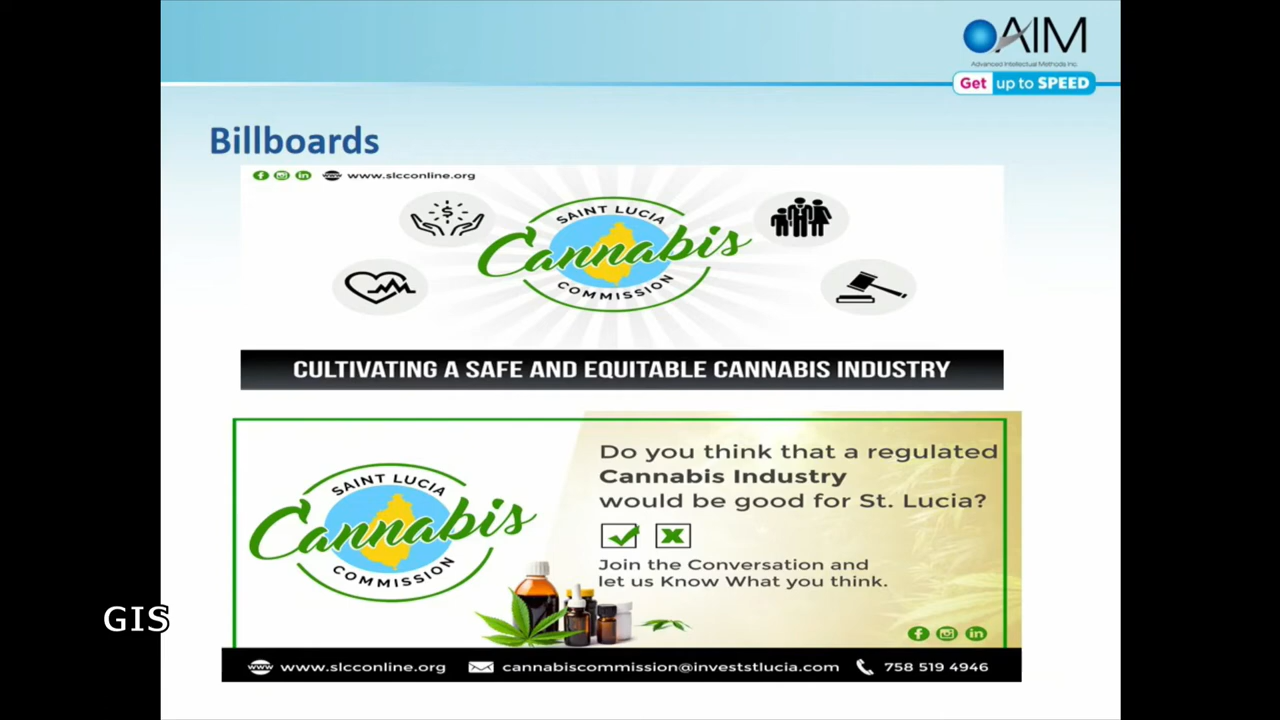 AIM
Advanced Intellectual Methods Inc
Get up to SPEED
Billboards
www.slcconline.org
SAINT LUCIA
Cannabis
COMMISSION
CULTIVATING A SAFE AND EQUITABLE CANNABIS INDUSTRY
SAINT LUCIA
Cannabis
COMMISSION
Do you think that a regulated
Cannabis Industry
would be good for St. Lucia?
Join the Conversation and
let us Know What you think.
GIS
www.slcconline.org cannabiscommission@investstlucia.com 758 519 4946